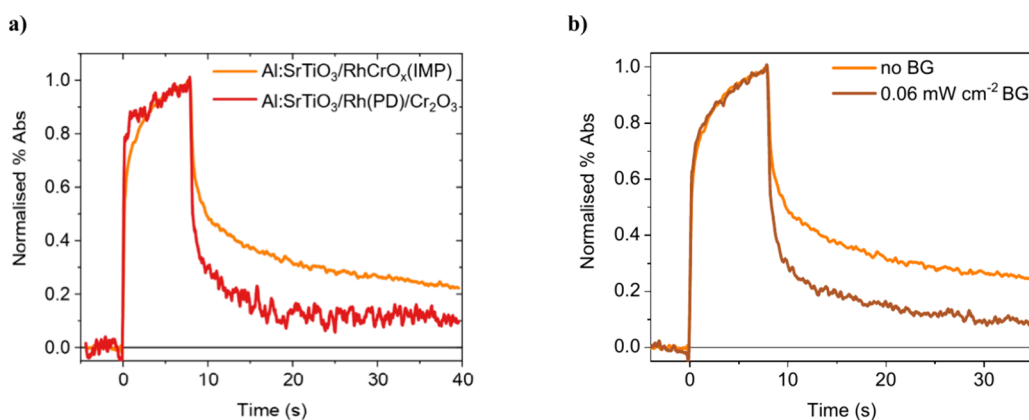 a)
Al:SrTiO₃/RhCrOₓ(IMP)
Al:SrTiO₃/Rh(PD)/Cr₂O₃
Normalised % Abs
1.0
0.8
0.6
0.4
0.2
0.0
0 10 20 30 40
Time (s)
b)
no BG
0.06 mW cm⁻² BG
Normalised % Abs
1.0
0.8
0.6
0.4
0.2
0.0
0 10 20 30
Time (s)